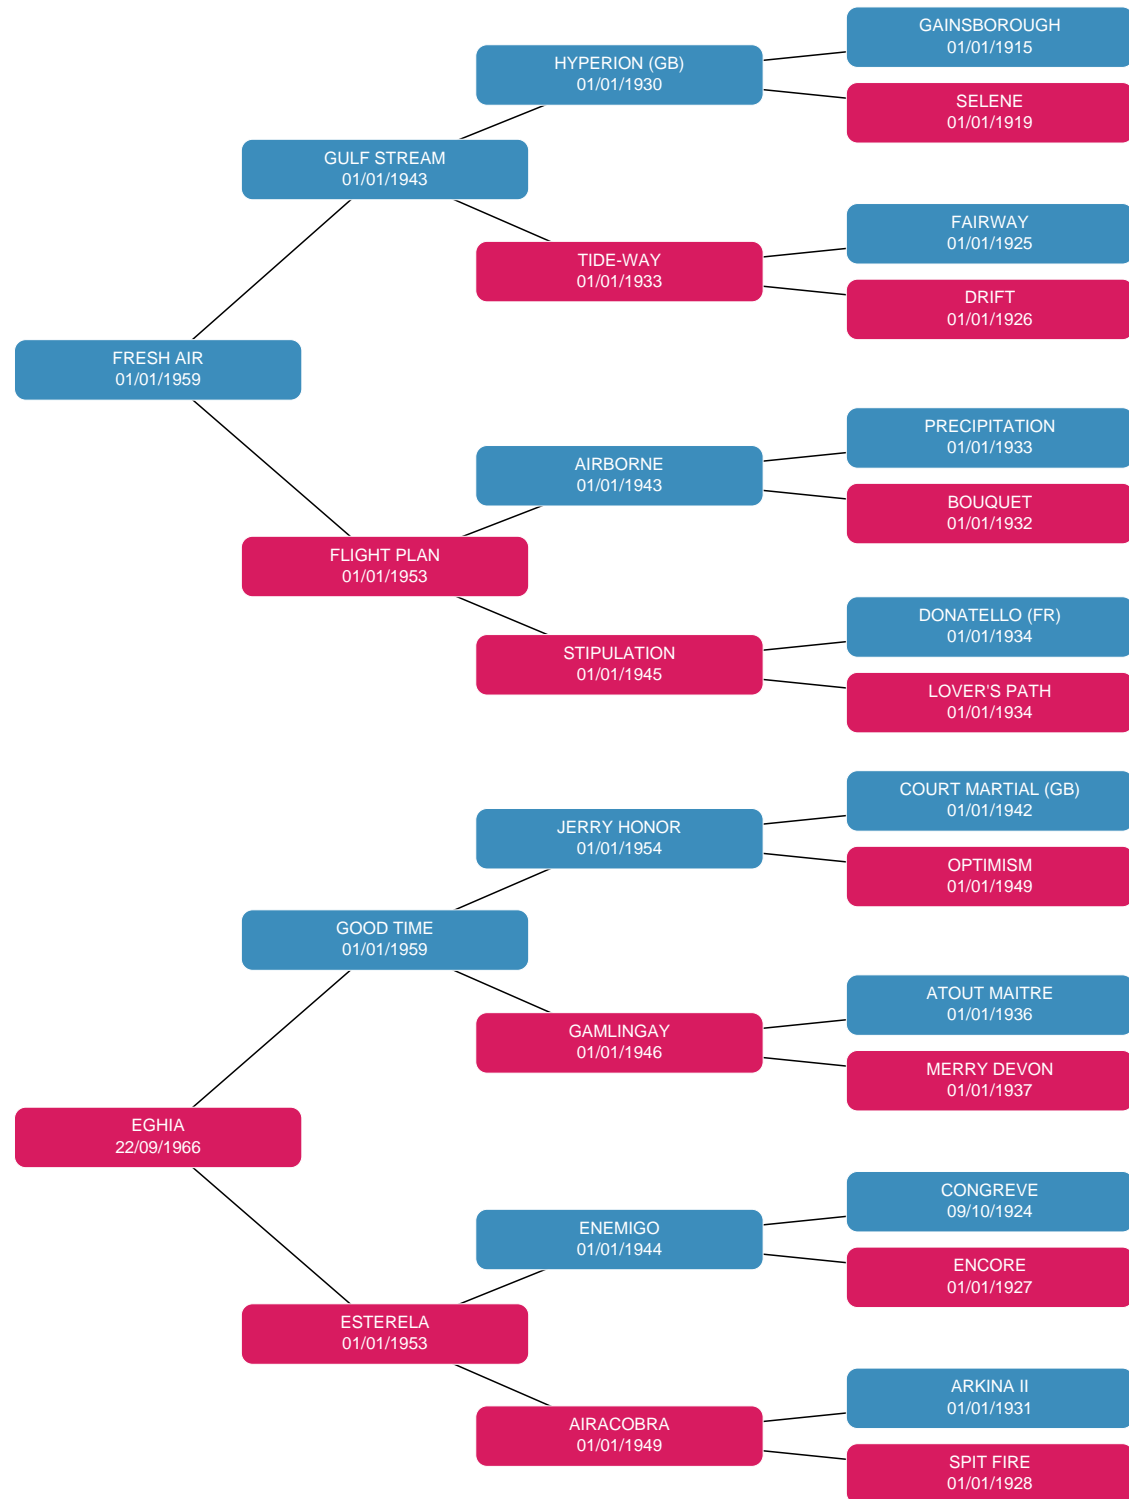 GAINSBOROUGH
01/01/1915
HYPERION (GB)
01/01/1930
SELENE
01/01/1919
GULF STREAM
01/01/1943
FAIRWAY
01/01/1925
TIDE-WAY
01/01/1933
DRIFT
01/01/1926
FRESH AIR
01/01/1959
PRECIPITATION
01/01/1933
AIRBORNE
01/01/1943
BOUQUET
01/01/1932
FLIGHT PLAN
01/01/1953
DONATELLO (FR)
01/01/1934
STIPULATION
01/01/1945
LOVER'S PATH
01/01/1934
COURT MARTIAL (GB)
01/01/1942
JERRY HONOR
01/01/1954
OPTIMISM
01/01/1949
GOOD TIME
01/01/1959
ATOUT MAITRE
01/01/1936
GAMLINGAY
01/01/1946
MERRY DEVON
01/01/1937
EGHIA
22/09/1966
CONGREVE
09/10/1924
ENEMIGO
01/01/1944
ENCORE
01/01/1927
ESTERELA
01/01/1953
ARKINA II
01/01/1931
AIRACOBRA
01/01/1949
SPIT FIRE
01/01/1928